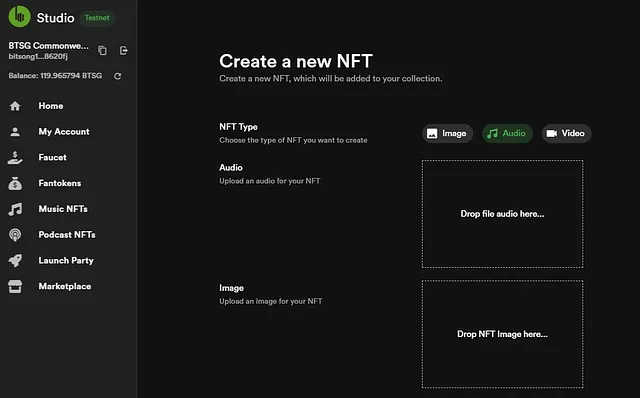 Studio Testnet
BTSG Commonwe...
bitsong1...8620fj
Balance: 119.965794 BTSG
Home
My Account
Faucet
Fantokens
Music NFTs
Podcast NFTs
Launch Party
Marketplace
Create a new NFT
Create a new NFT, which will be added to your collection.
NFT Type
Choose the type of NFT you want to create
Image Audio Video
Audio
Upload an audio for your NFT
Drop file audio here...
Image
Upload an image for your NFT
Drop NFT Image here...